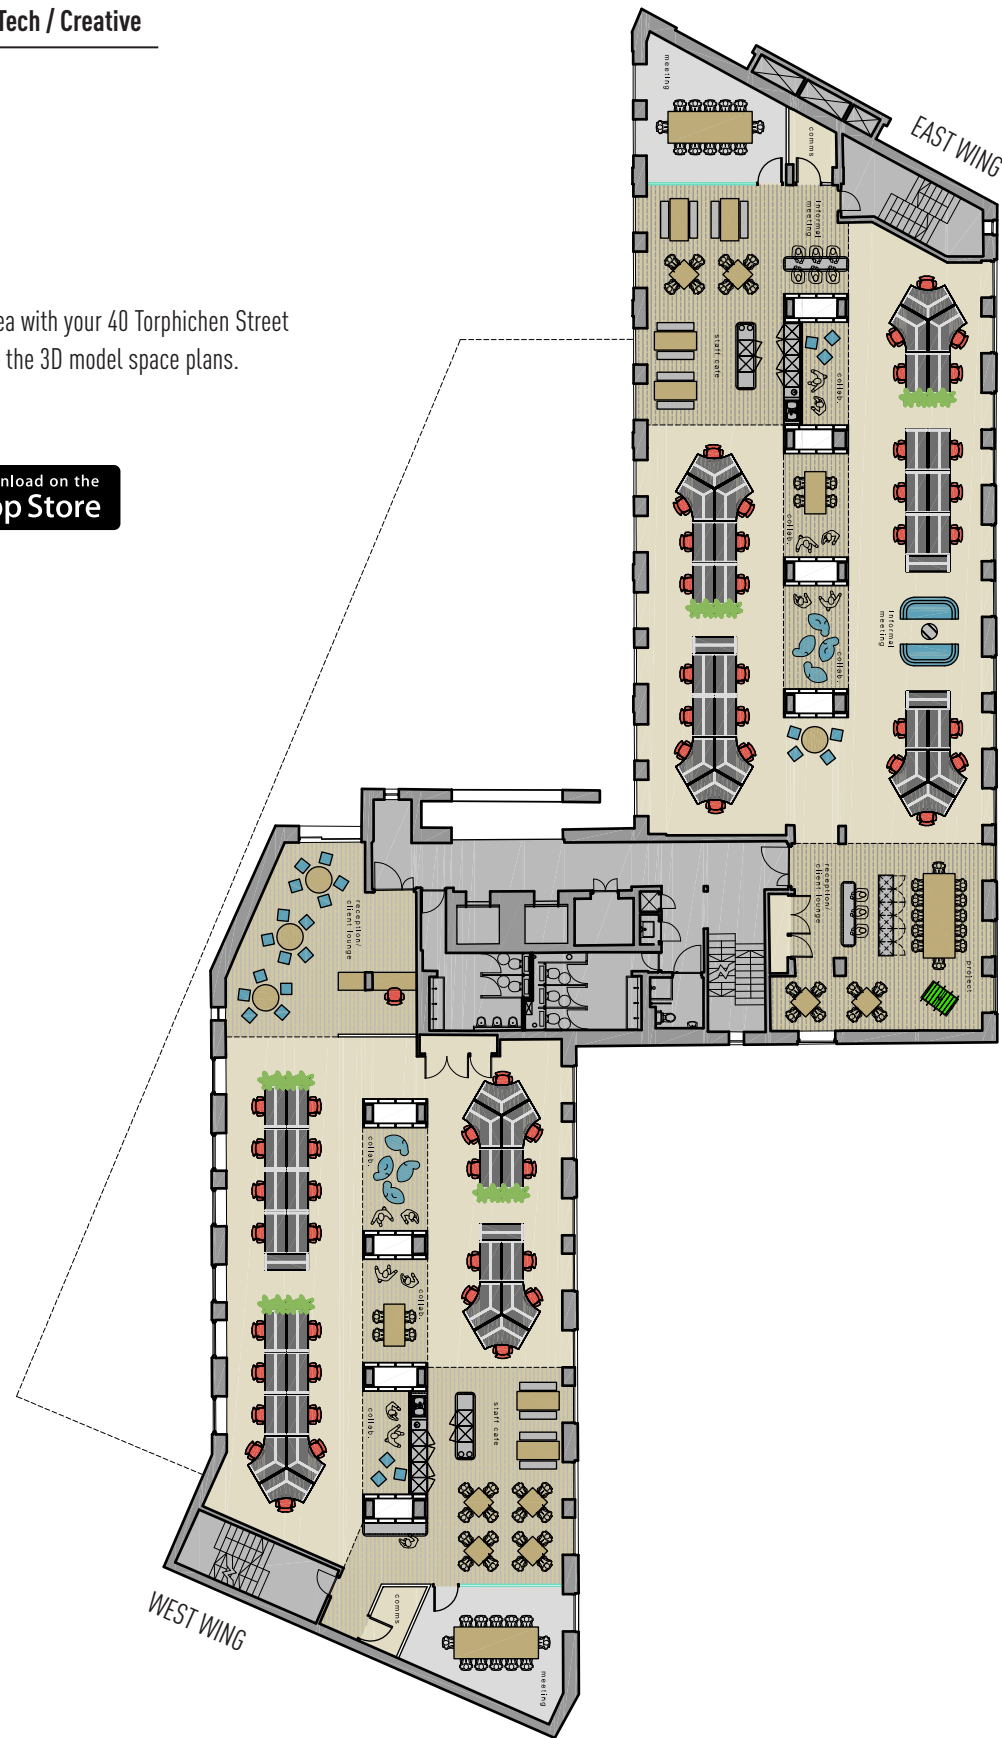 Tech / Creative
ea with your 40 Torphichen Street
the 3D model space plans.
nload on the
pp Store
EAST WING
meeting
comms
informal
meeting
staff cafe
collab.
collab.
informal
meeting
collab.
reception/
client lounge
project
reception/
client lounge
collab.
collab.
collab.
staff cafe
comms
meeting
WEST WING